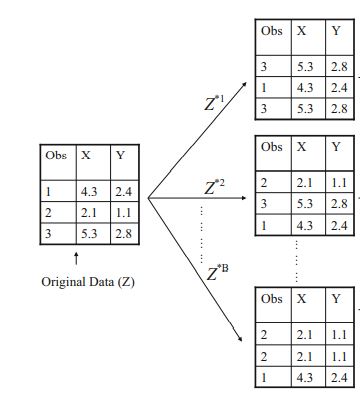 Obs X Y
3 5.3 2.8
1 4.3 2.4
3 5.3 2.8
Z*1
Obs X Y
1 4.3 2.4
2 2.1 1.1
3 5.3 2.8
Original Data (Z)
Z*2
Obs X Y
2 2.1 1.1
3 5.3 2.8
1 4.3 2.4
Z*B
Obs X Y
2 2.1 1.1
2 2.1 1.1
1 4.3 2.4